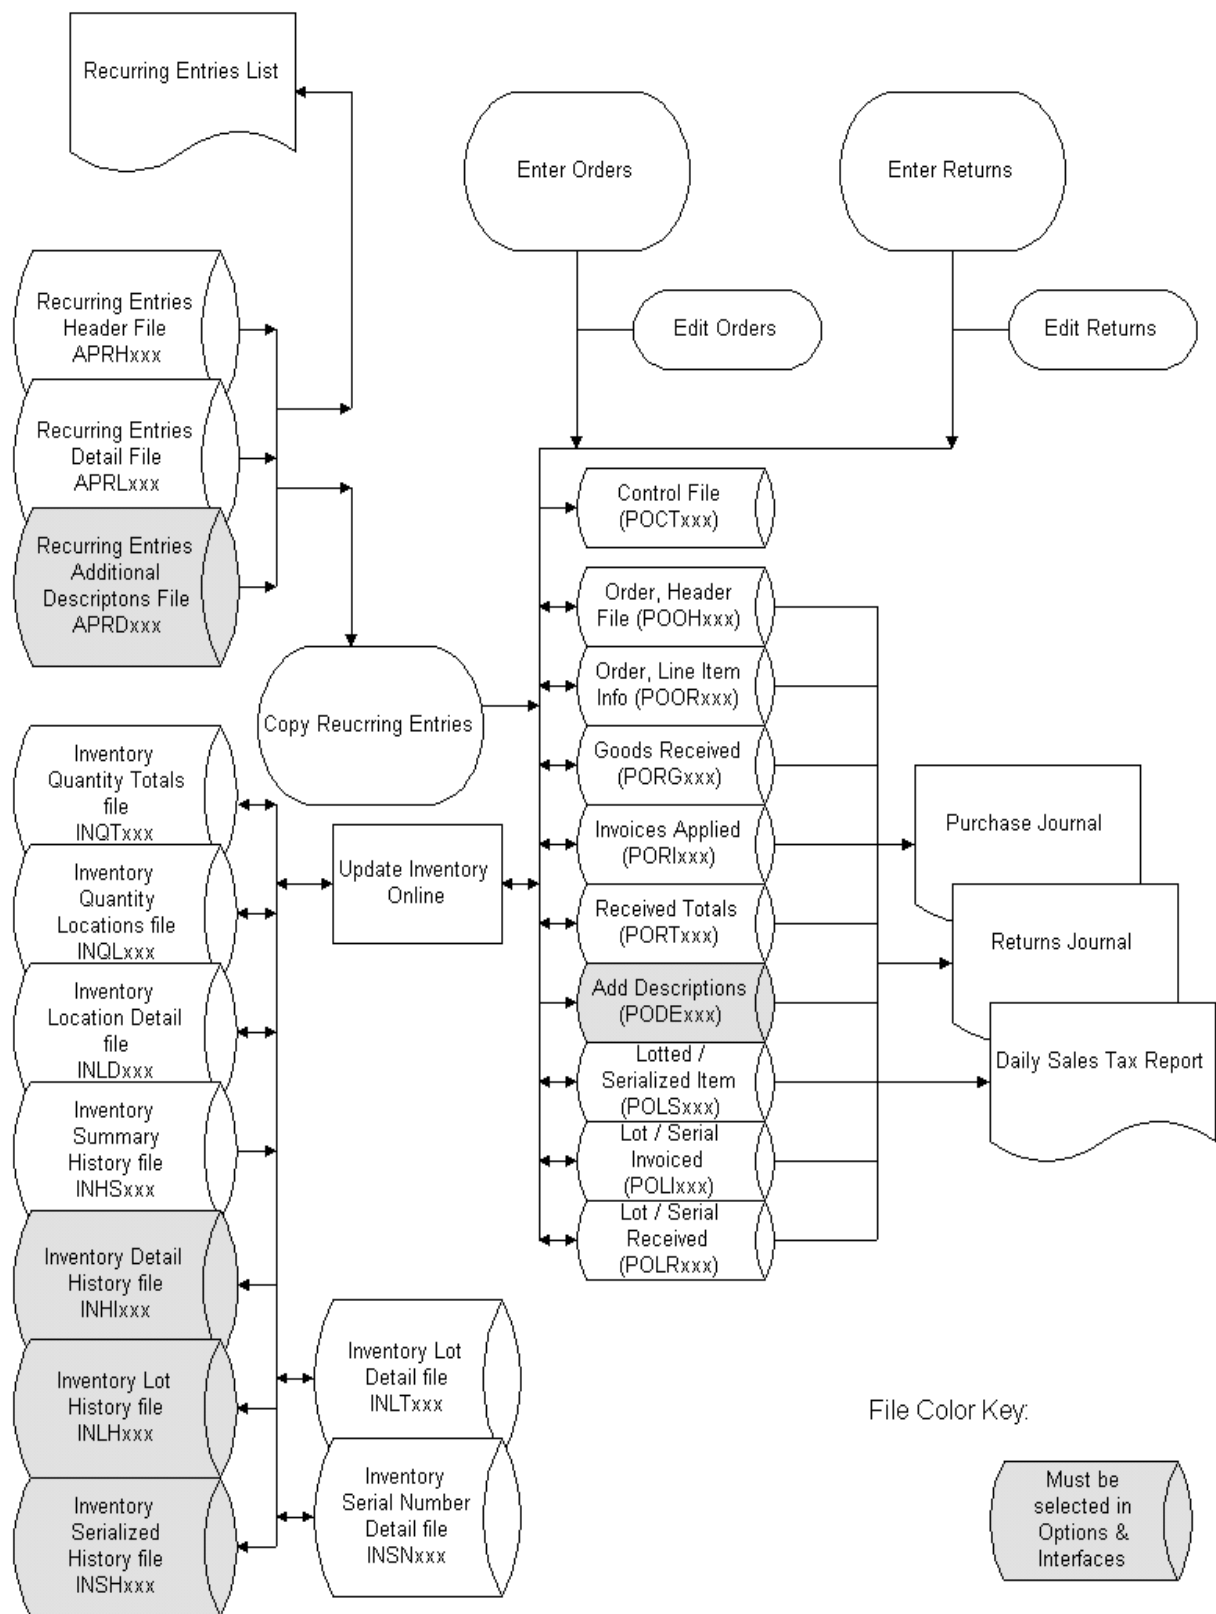 Recurring Entries List
Enter Orders
Enter Returns
Edit Orders
Edit Returns
Recurring Entries
Header File
APRHxxx
Recurring Entries
Detail File
APRLxxx
Recurring Entries
Additional
Descriptons File
APRDxxx
Copy Reucrring Entries
Control File
(POCTxxx)
Order, Header
File (POOHxxx)
Order, Line Item
Info (POORxxx)
Goods Received
(PORGxxx)
Invoices Applied
(PORIxxx)
Received Totals
(PORTxxx)
Add Descriptions
(PODExxx)
Lotted /
Serialized Item
(POLSxxx)
Lot / Serial
Invoiced
(POLIxxx)
Lot / Serial
Received
(POLRxxx)
Purchase Journal
Returns Journal
Daily Sales Tax Report
Update Inventory
Online
Inventory
Quantity Totals
file
INQTxxx
Inventory
Quantity
Locations file
INQLxxx
Inventory
Location Detail
file
INLDxxx
Inventory
Summary
History file
INHSxxx
Inventory Detail
History file
INHIxxx
Inventory Lot
History file
INLHxxx
Inventory
Serialized
History file
INSHxxx
Inventory Lot
Detail file
INLTxxx
Inventory
Serial Number
Detail file
INSNxxx
File Color Key:
Must be
selected in
Options &
Interfaces